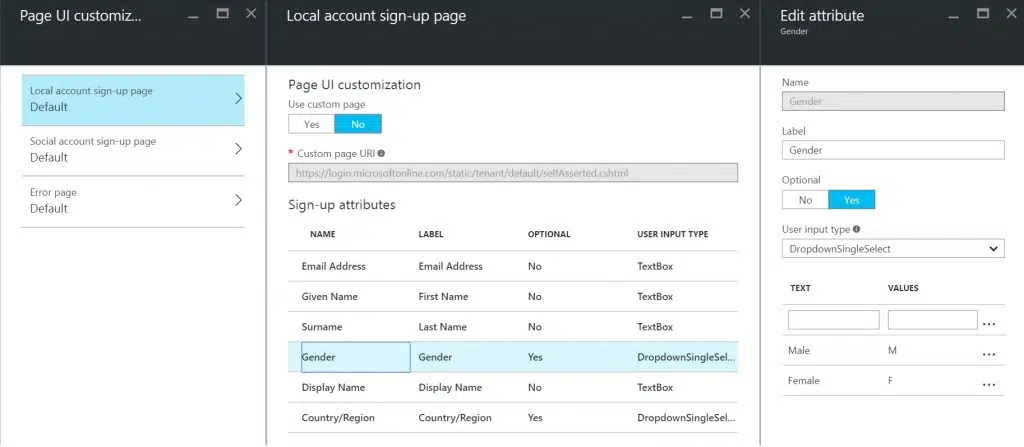 Page UI customiz...
Local account sign-up page
Default
Social account sign-up page
Default
Error page
Default
Local account sign-up page
Page UI customization
Use custom page
Yes No
* Custom page URI
https://login.microsoftonline.com/static/tenant/default/selfAsserted.cshtml
Sign-up attributes
NAME LABEL OPTIONAL USER INPUT TYPE
Email Address Email Address No TextBox
Given Name First Name No TextBox
Surname Last Name No TextBox
Gender Gender Yes DropdownSingleSel...
Display Name Display Name No TextBox
Country/Region Country/Region Yes DropdownSingleSel...
Edit attribute
Gender
Name
Gender
Label
Gender
Optional
No Yes
User input type
DropdownSingleSelect
TEXT VALUES
...
Male M ...
Female F ...